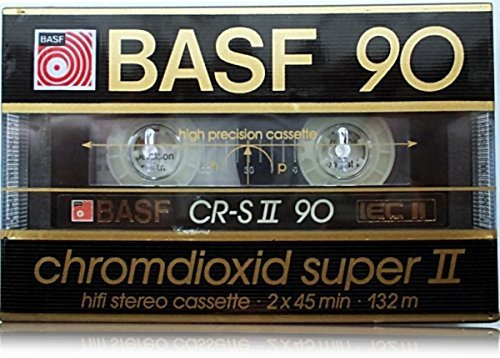 BASF
BASF 90
high precision cassette
BASF CR-S II 90 IEC II
chromdioxid super II
hifi stereo cassette · 2 x 45 min · 132 m